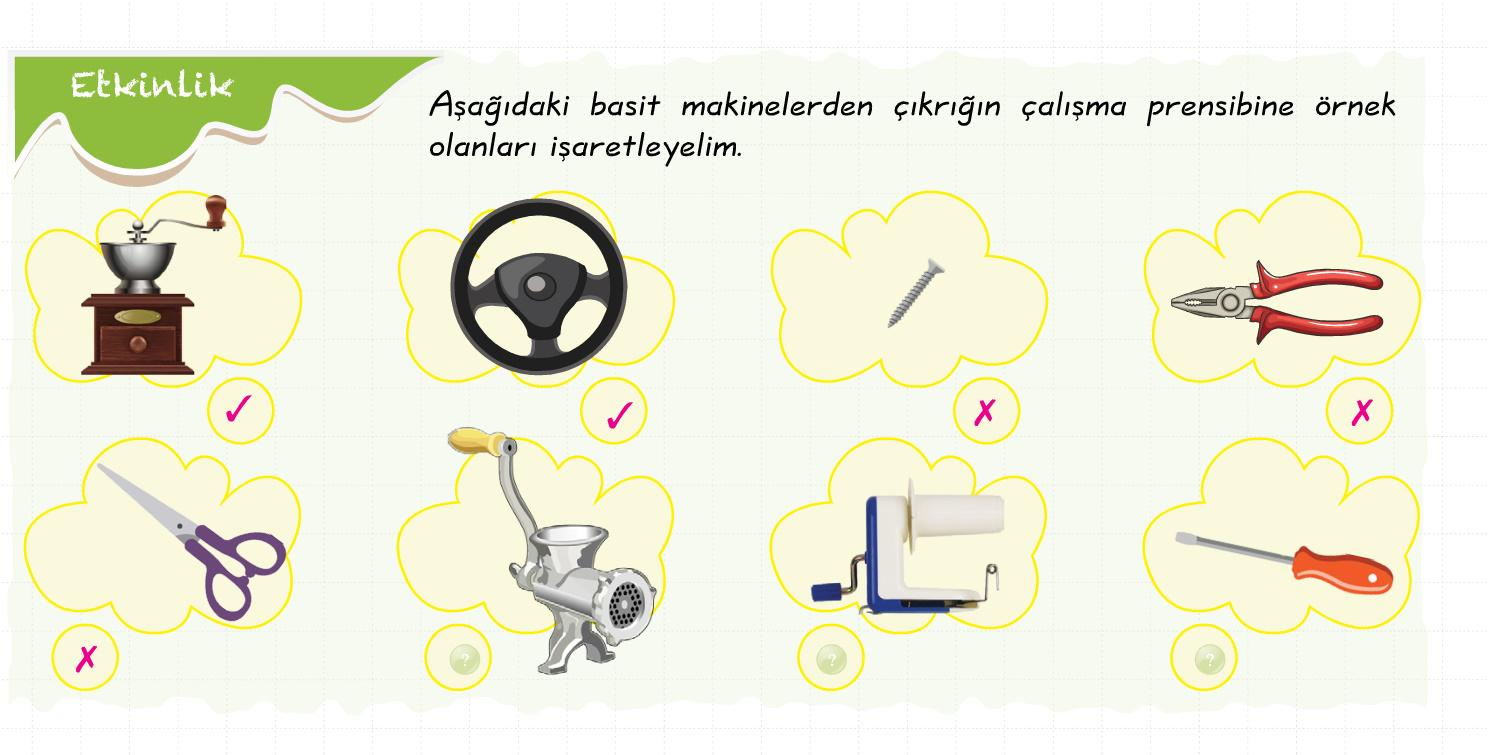 Etkinlik
Aşağıdaki basit makinelerden çıkrığın çalışma prensibine örnek
olanları işaretleyelim.
✓
✓
✗
✗
✗
?
?
?